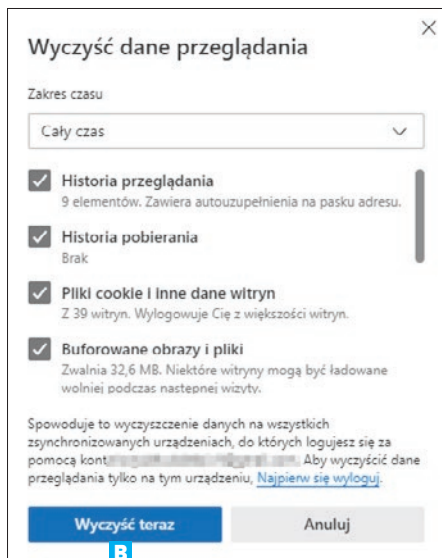 Wyczyść dane przeglądania
Zakres czasu
Cały czas
Historia przeglądania
9 elementów. Zawiera autouzupełnienia na pasku adresu.
Historia pobierania
Brak
Pliki cookie i inne dane witryn
Z 39 witryn. Wylogowuje Cię z większości witryn.
Buforowane obrazy i pliki
Zwalnia 32,6 MB. Niektóre witryny mogą być ładowane
wolniej podczas następnej wizyty.
Spowoduje to wyczyszczenie danych na wszystkich
zsynchronizowanych urządzeniach, do których logujesz się za
pomocą kont Aby wyczyścić dane
przeglądania tylko na tym urządzeniu, Najpierw się wyloguj.
Wyczyść teraz Anuluj
B